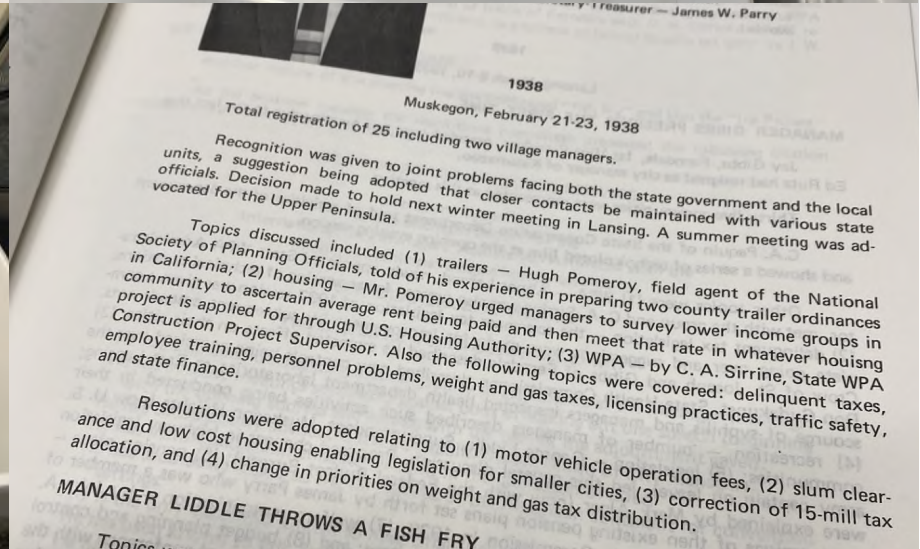 Treasurer — James W. Parry
1938
Muskegon, February 21-23, 1938
Total registration of 25 including two village managers.
Recognition was given to joint problems facing both the state government and the local
units, a suggestion being adopted that closer contacts be maintained with various state
officials. Decision made to hold next winter meeting in Lansing. A summer meeting was ad-
vocated for the Upper Peninsula.
Topics discussed included (1) trailers — Hugh Pomeroy, field agent of the National
Society of Planning Officials, told of his experience in preparing two county trailer ordinances
in California; (2) housing — Mr. Pomeroy urged managers to survey lower income groups in
community to ascertain average rent being paid and then meet that rate in whatever houisng
project is applied for through U.S. Housing Authority; (3) WPA — by C. A. Sirrine, State WPA
Construction Project Supervisor. Also the following topics were covered: delinquent taxes,
employee training, personnel problems, weight and gas taxes, licensing practices, traffic safety,
and state finance.
Resolutions were adopted relating to (1) motor vehicle operation fees, (2) slum clear-
ance and low cost housing enabling legislation for smaller cities, (3) correction of 15-mill tax
allocation, and (4) change in priorities on weight and gas tax distribution.
MANAGER LIDDLE THROWS A FISH FRY
Topics